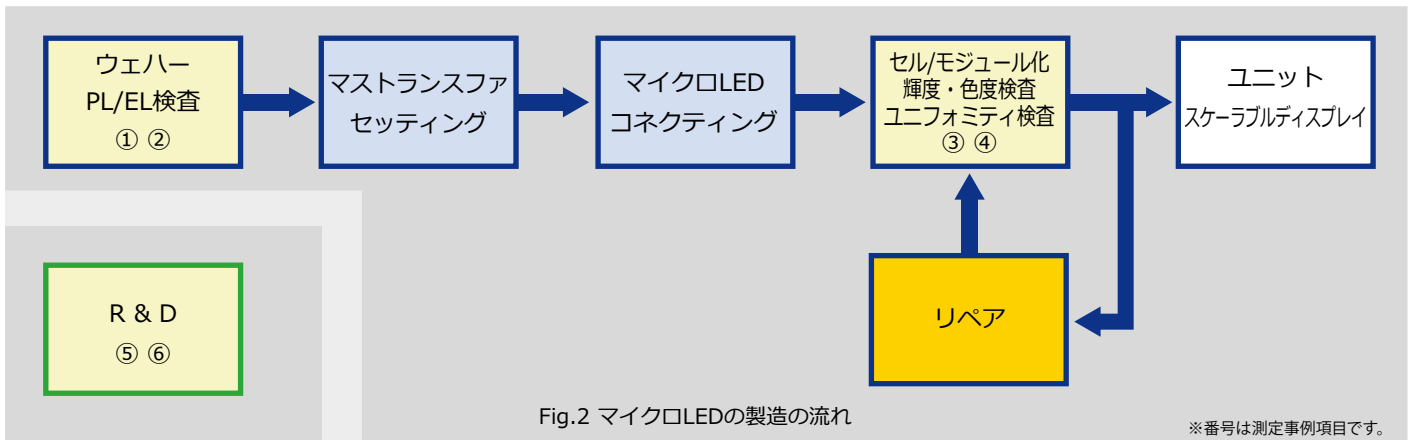 ウェハー
PL/EL検査
① ②
マストランスファ
セッティング
マイクロLED
コネクティング
セル/モジュール化
輝度・色度検査
ユニフォミティ検査
③ ④
ユニット
スケーラブルディスプレイ
R & D
⑤ ⑥
リペア
Fig.2 マイクロLEDの製造の流れ
※番号は測定事例項目です。